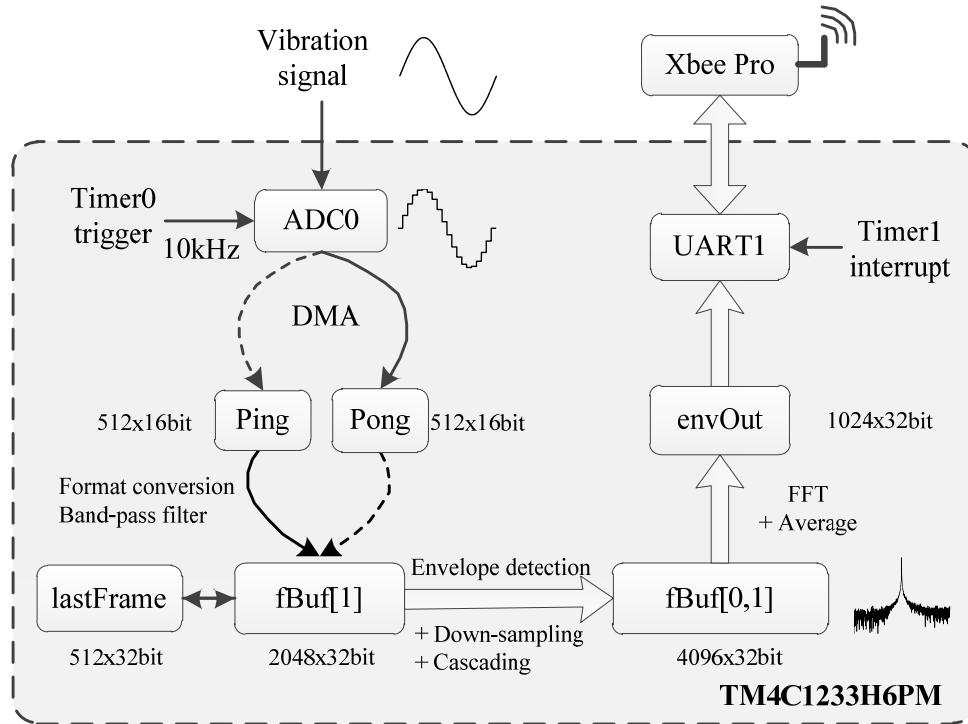 Vibration
signal
Xbee Pro
Timer0
trigger
10kHz
ADC0
UART1
Timer1
interrupt
DMA
512x16bit
Ping
Pong
512x16bit
envOut
1024x32bit
Format conversion
Band-pass filter
FFT
+ Average
lastFrame
fBuf[1]
Envelope detection
+ Down-sampling
+ Cascading
fBuf[0,1]
512x32bit
2048x32bit
4096x32bit
TM4C1233H6PM